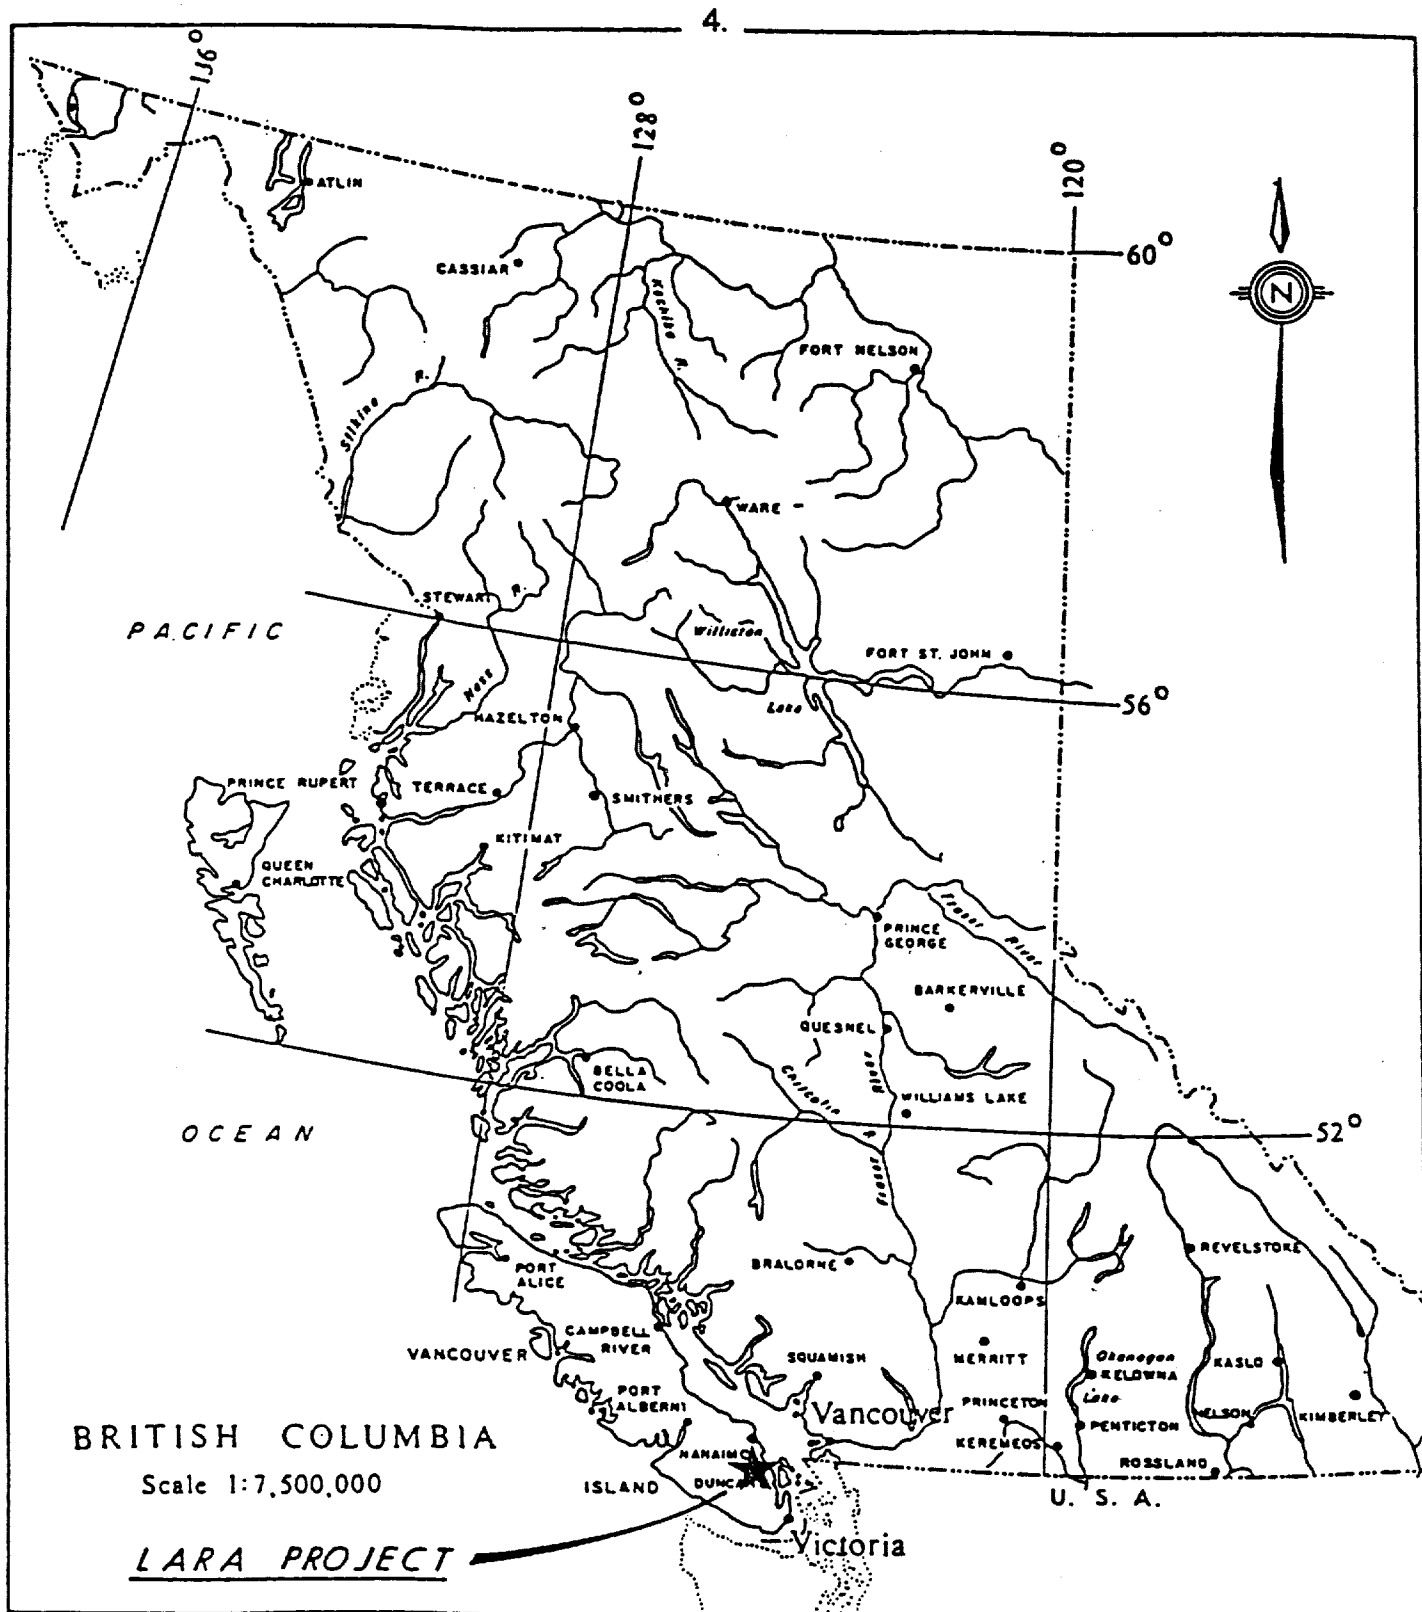 4.
136°
128°
120°
ATLIN
60°
CASSIAR
Kechika R.
N
FORT NELSON
Stikine R.
WARE
STEWART
R.
PACIFIC
Williston
FORT ST. JOHN
Nass
Lake
56°
HAZELTON
PRINCE RUPERT
TERRACE
SMITHERS
KITIMAT
QUEEN
CHARLOTTE
Fraser River
PRINCE
GEORGE
BARKERVILLE
QUESNEL
BELLA
COOLA
Chilcotin
River
WILLIAMS LAKE
OCEAN
52°
R
Fraser
REVELSTOKE
PORT
ALICE
BRALORNE
KAMLOOPS
CAMPBELL
RIVER
VANCOUVER
SQUAMISH
MERRITT
Okanagan
KELOWNA
KASLO
PORT
ALBERNI
Lake
PRINCETON
Vancouver
NELSON
KIMBERLEY
BRITISH COLUMBIA
PENTICTON
KEREMEOS
NANAIMO
Scale 1:7,500,000
ISLAND
DUNCAN
ROSSLAND
U. S. A.
LARA PROJECT
Victoria